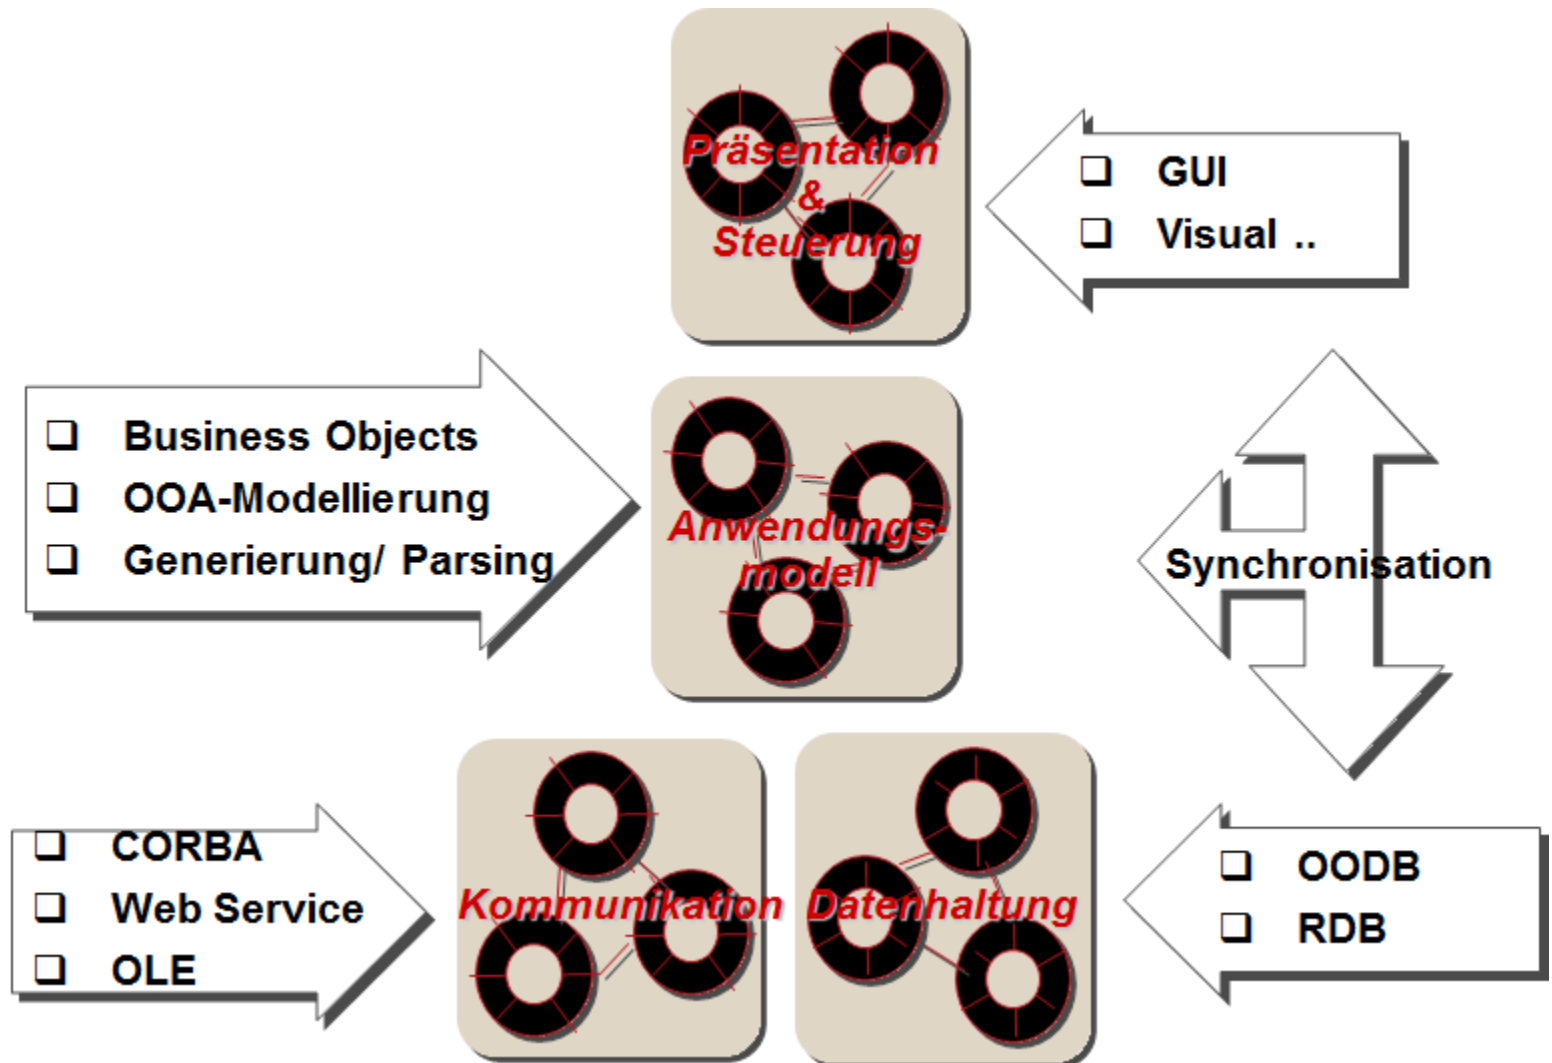 Präsentation
&
Steuerung
GUI
Visual ..
Business Objects
OOA-Modellierung
Generierung/ Parsing
Anwendungs-
modell
Synchronisation
CORBA
Web Service
OLE
Kommunikation
Datenhaltung
OODB
RDB